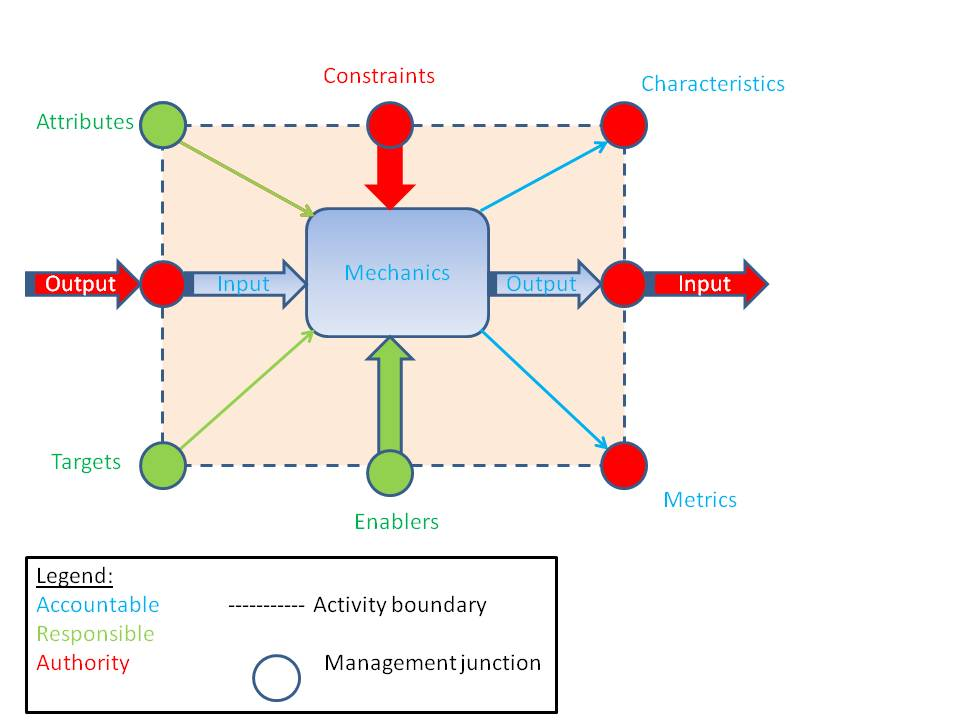 Constraints
Characteristics
Attributes
Output
Input
Mechanics
Output
Input
Targets
Metrics
Enablers
Legend:
Accountable ----------- Activity boundary
Responsible
Authority Management junction